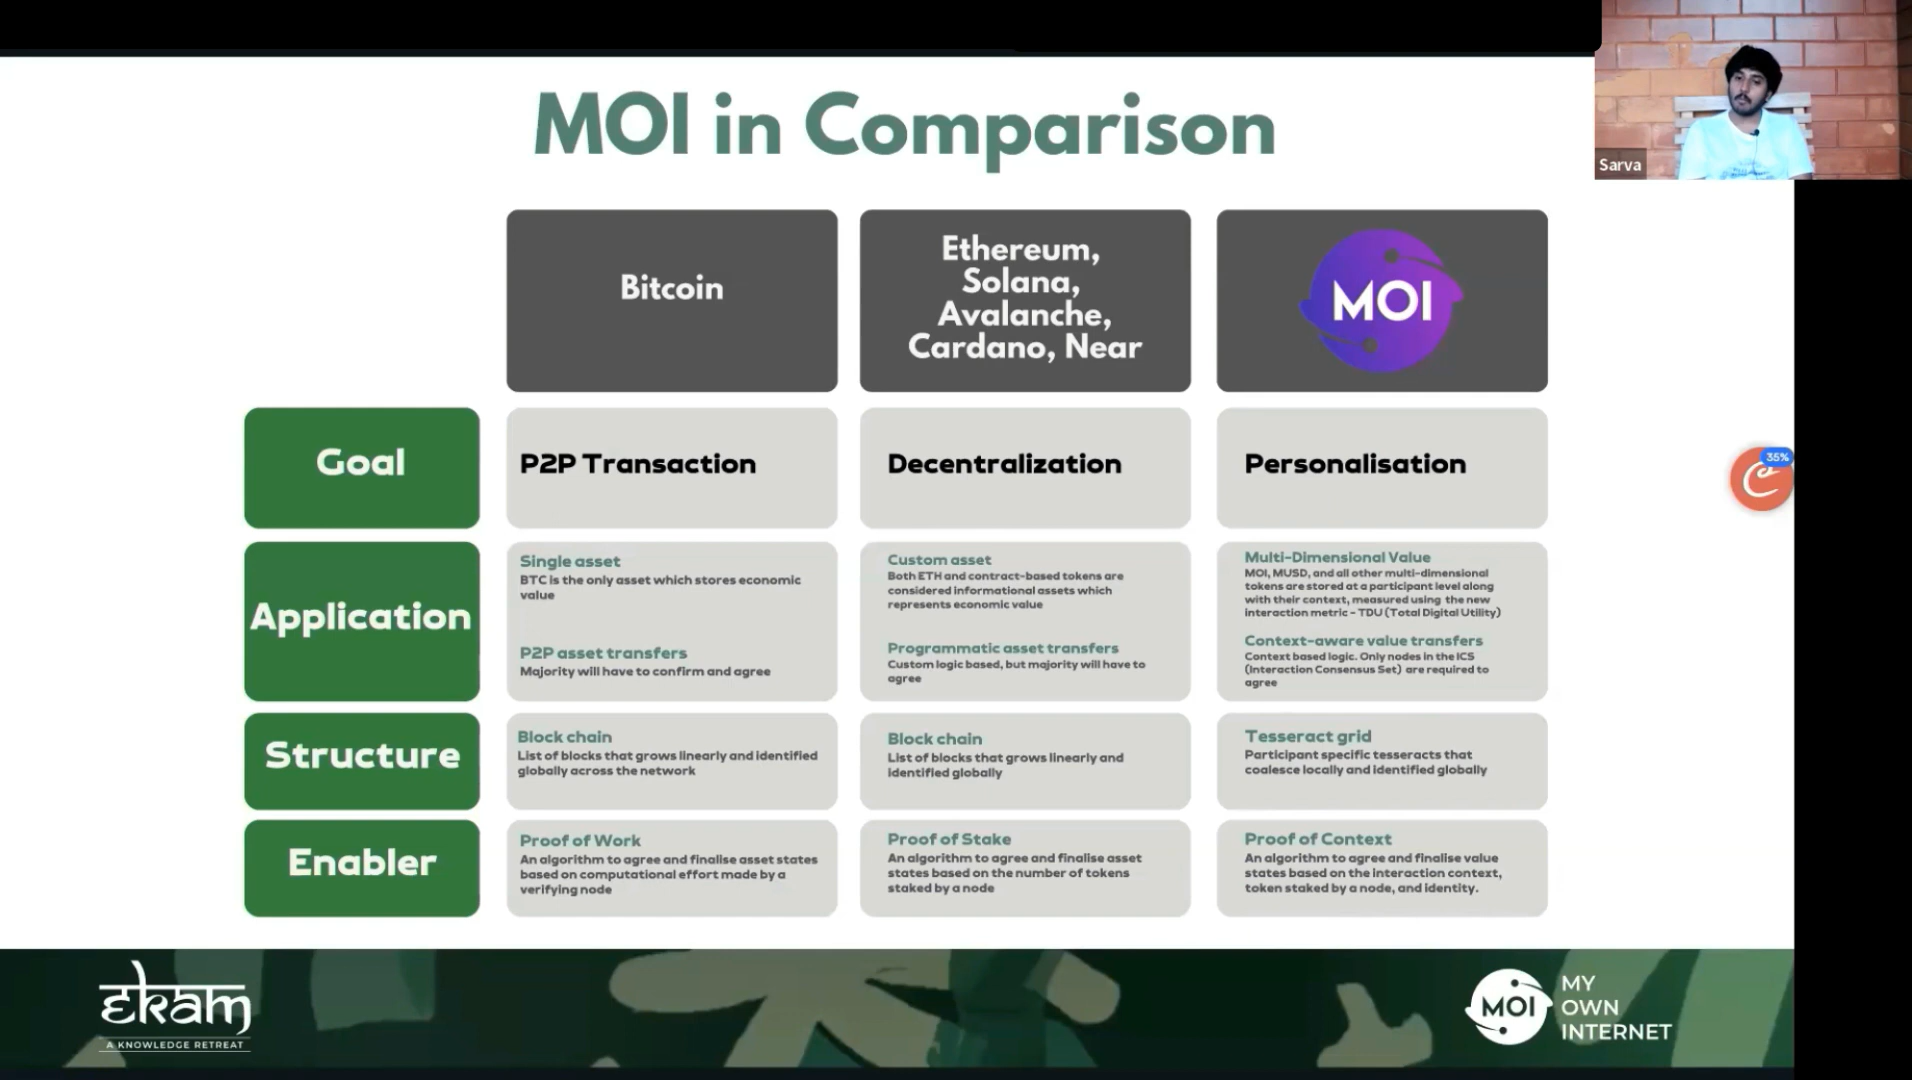 Sarva
MOI in Comparison
Bitcoin
Ethereum,
Solana,
Avalanche,
Cardano, Near
MOI
Goal
P2P Transaction
Decentralization
Personalisation
35%
Application
Single asset
BTC is the only asset which stores economic
value
P2P asset transfers
Majority will have to confirm and agree
Custom asset
Both ETH and contract-based tokens are
considered informational assets which
represents economic value
Programmatic asset transfers
Custom logic based, but majority will have to
agree
Multi-Dimensional Value
MOI, MUSD, and all other multi-dimensional
tokens are stored at a participant level along
with their context, measured using the new
interaction metric - TDU (Total Digital Utility)
Context-aware value transfers
Context based logic. Only nodes in the ICS
(Interaction Consensus Set) are required to
agree
Structure
Block chain
List of blocks that grows linearly and identified
globally across the network
Block chain
List of blocks that grows linearly and
identified globally
Tesseract grid
Participant specific tesseracts that
coalesce locally and identified globally
Enabler
Proof of Work
An algorithm to agree and finalise asset states
based on computational effort made by a
verifying node
Proof of Stake
An algorithm to agree and finalise asset
states based on the number of tokens
staked by a node
Proof of Context
An algorithm to agree and finalise value
states based on the interaction context,
token staked by a node, and identity.
ekam
A KNOWLEDGE RETREAT
MOI
MY
OWN
INTERNET